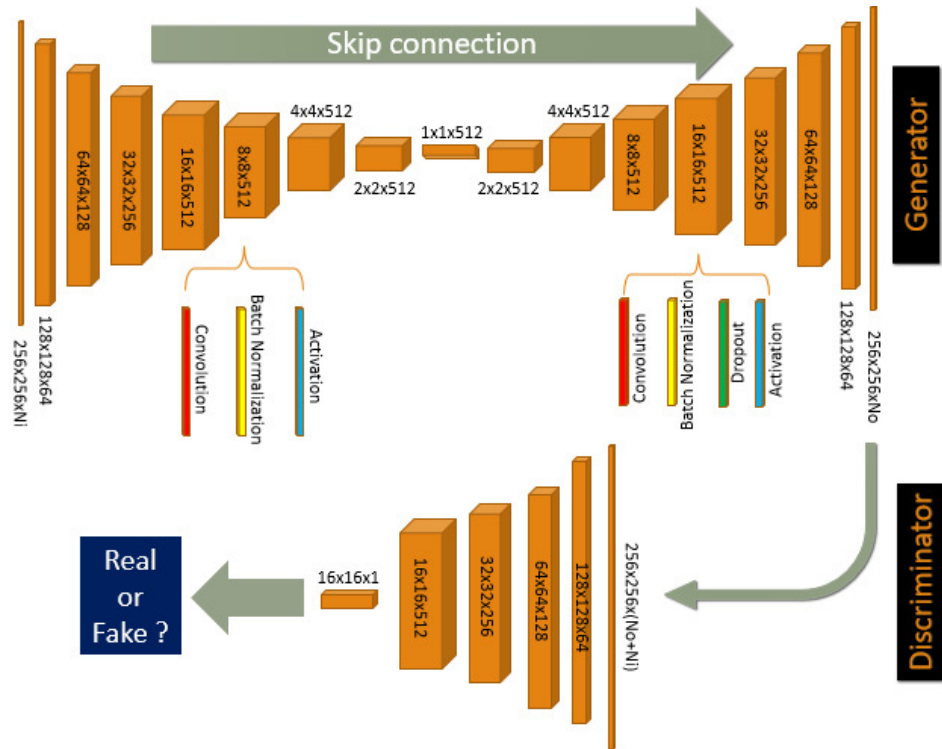 Skip connection
256x256xNi
128x128x64
64x64x128
32x32x256
16x16x512
8x8x512
4x4x512
2x2x512
1x1x512
2x2x512
4x4x512
8x8x512
16x16x512
32x32x256
64x64x128
128x128x64
256x256xNo
Generator
Convolution
Batch Normalization
Activation
Convolution
Batch Normalization
Dropout
Activation
Real
or
Fake ?
16x16x1
16x16x512
32x32x256
64x64x128
128x128x64
256x256x(No+Ni)
Discriminator